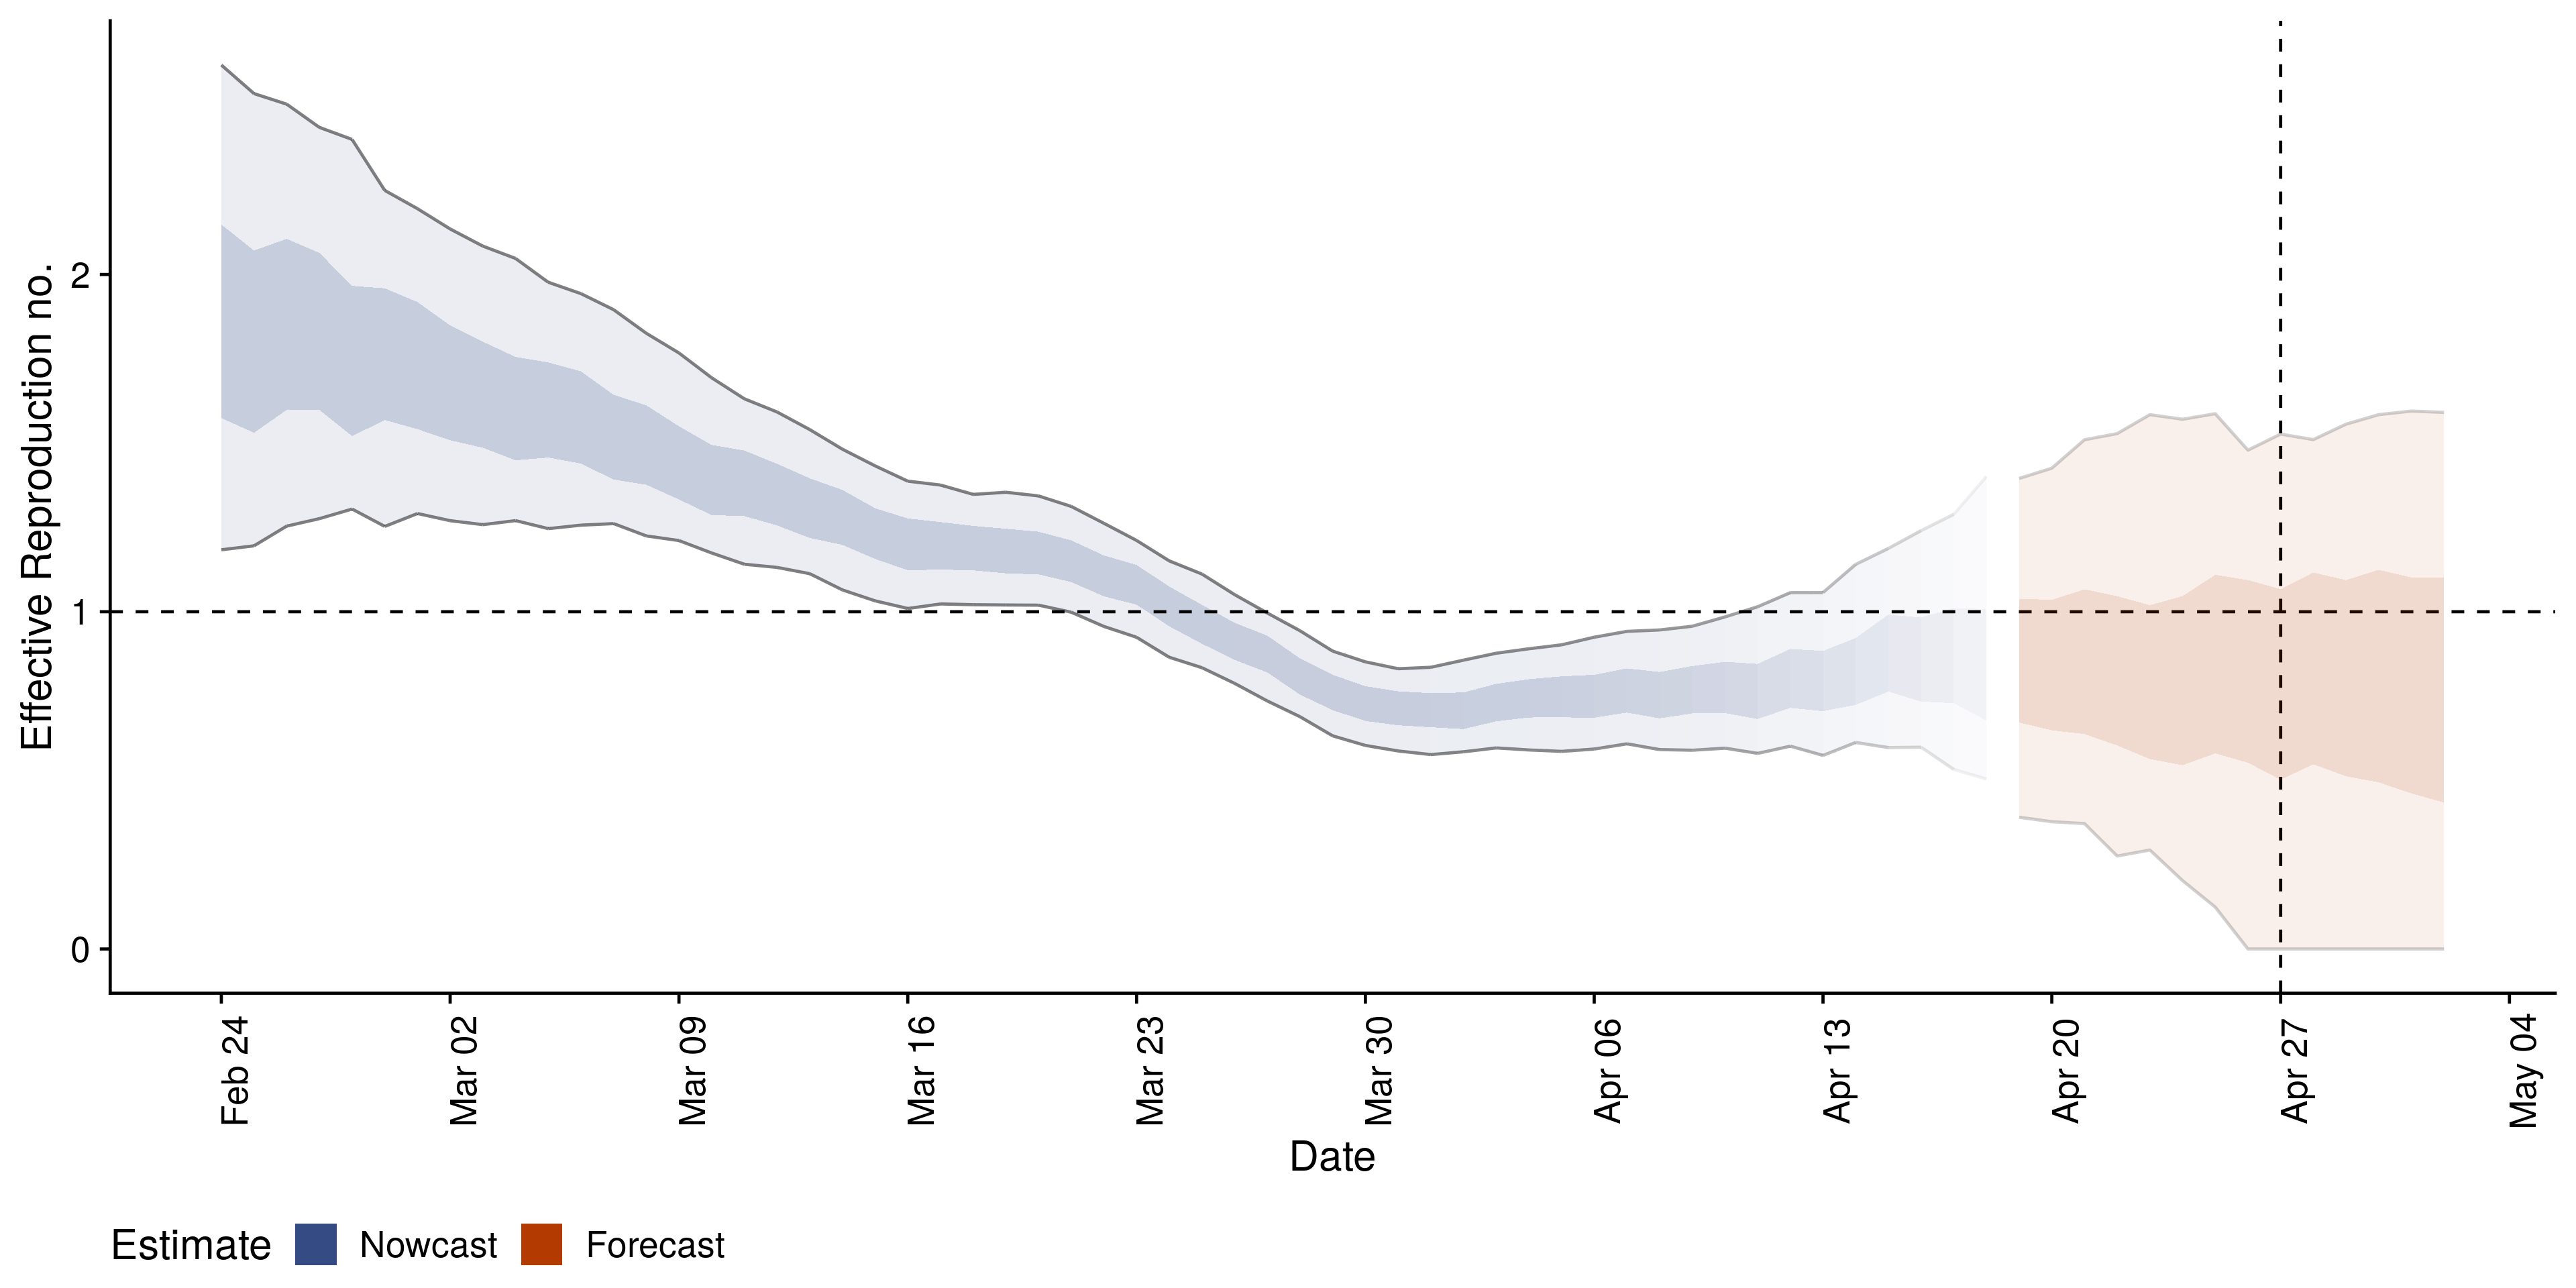 Effective Reproduction no.
2
1
0
Feb 24
Mar 02
Mar 09
Mar 16
Mar 23
Mar 30
Apr 06
Apr 13
Apr 20
Apr 27
May 04
Date
Estimate Nowcast Forecast